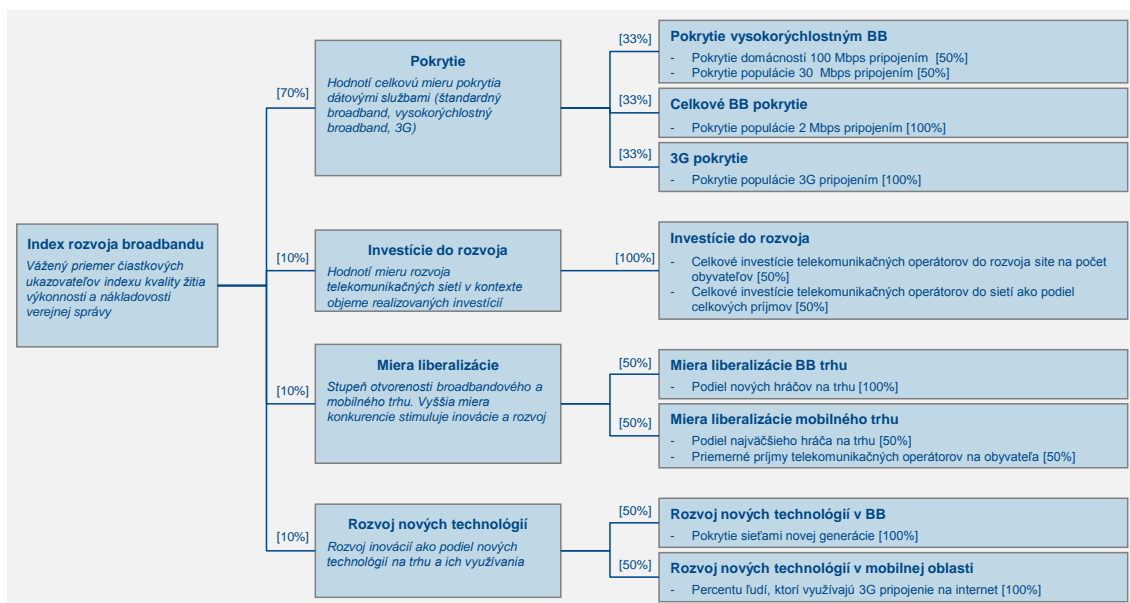 Index rozvoja broadbandu
Vážený priemer čiastkových
ukazovateľov indexu kvality žitia
výkonnosti a nákladovosti
verejnej správy
[70%]
Pokrytie
Hodnotí celkovú mieru pokrytia
dátovými službami (štandardný
broadband, vysokorýchlostný
broadband, 3G)
[33%]
Pokrytie vysokorýchlostným BB
- Pokrytie domácností 100 Mbps pripojením [50%]
- Pokrytie populácie 30 Mbps pripojením [50%]
[33%]
Celkové BB pokrytie
- Pokrytie populácie 2 Mbps pripojením [100%]
[33%]
3G pokrytie
- Pokrytie populácie 3G pripojením [100%]
[10%]
Investície do rozvoja
Hodnotí mieru rozvoja
telekomunikačných sietí v kontexte
objeme realizovaných investícií
[100%]
Investície do rozvoja
- Celkové investície telekomunikačných operátorov do rozvoja site na počet
obyvateľov [50%]
- Celkové investície telekomunikačných operátorov do sietí ako podiel
celkových príjmov [50%]
[10%]
Miera liberalizácie
Stupeň otvorenosti broadbandového a
mobilného trhu. Vyššia miera
konkurencie stimuluje inovácie a rozvoj
[50%]
Miera liberalizácie BB trhu
- Podiel nových hráčov na trhu [100%]
[50%]
Miera liberalizácie mobilného trhu
- Podiel najväčšieho hráča na trhu [50%]
- Priemerné príjmy telekomunikačných operátorov na obyvateľa [50%]
[10%]
Rozvoj nových technológií
Rozvoj inovácií ako podiel nových
technológií na trhu a ich využivania
[50%]
Rozvoj nových technológií v BB
- Pokrytie sieťami novej generácie [100%]
[50%]
Rozvoj nových technológií v mobilnej oblasti
- Percentu ľudí, ktorí využívajú 3G pripojenie na internet [100%]